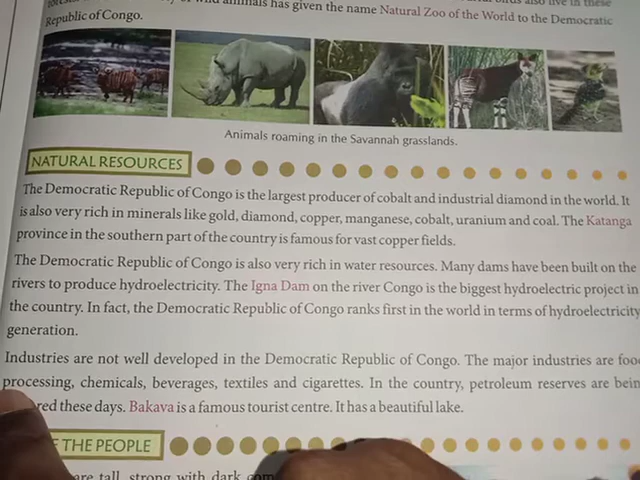 wild animals has given the name Natural Zoo of the World to the Democratic
Republic of Congo.
Animals roaming in the Savannah grasslands.
NATURAL RESOURCES
The Democratic Republic of Congo is the largest producer of cobalt and industrial diamond in the world. It
is also very rich in minerals like gold, diamond, copper, manganese, cobalt, uranium and coal. The Katanga
province in the southern part of the country is famous for vast copper fields.
The Democratic Republic of Congo is also very rich in water resources. Many dams have been built on the
rivers to produce hydroelectricity. The Igna Dam on the river Congo is the biggest hydroelectric project in
the country. In fact, the Democratic Republic of Congo ranks first in the world in terms of hydroelectricity
generation.
Industries are not well developed in the Democratic Republic of Congo. The major industries are
processing, chemicals, beverages, textiles and cigarettes. In the country, petroleum reserves are
these days. Bakava is a famous tourist centre. It has a beautiful lake.
THE PEOPLE
are tall, strong with dark